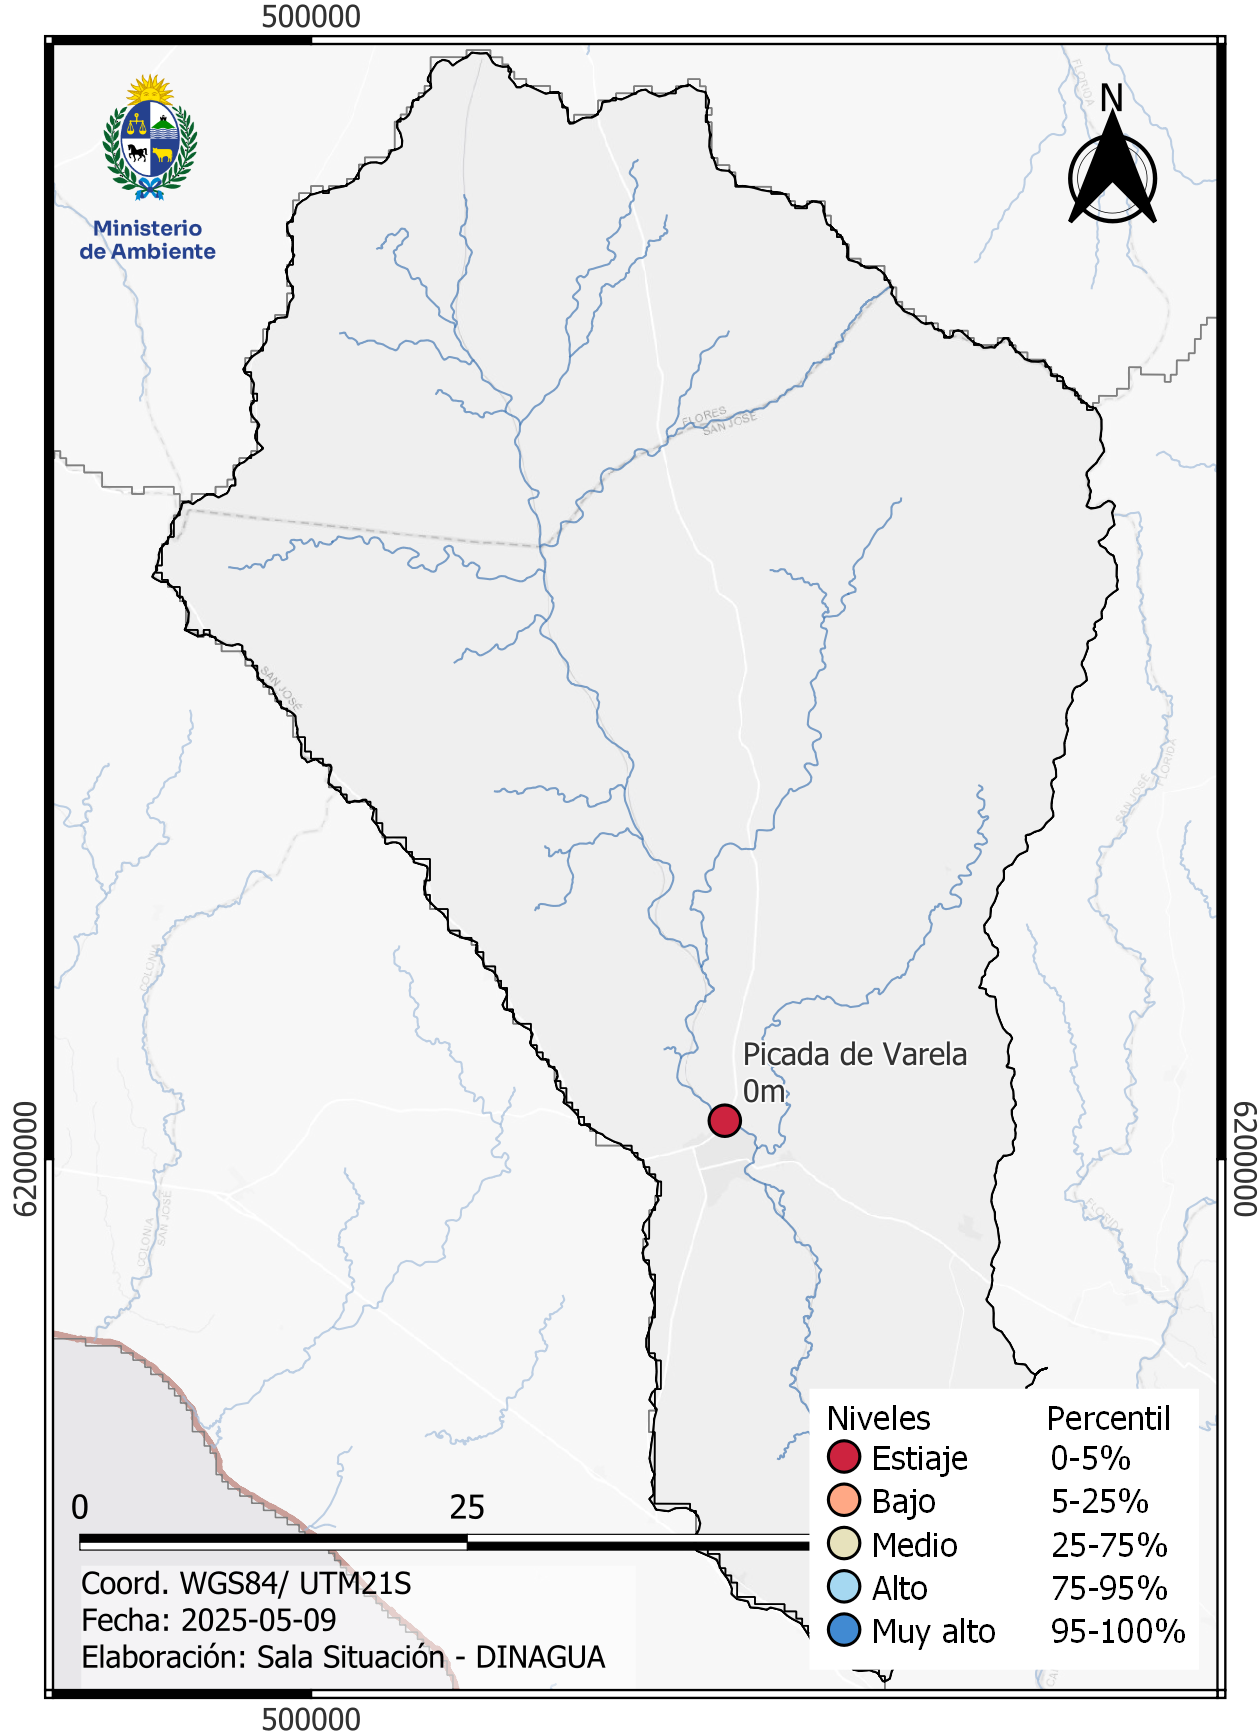 500000
FLORIDA
N
Ministerio
de Ambiente
FLORES
SAN JOSÉ
SAN JOSÉ
SAN JOSÉ
FLORIDA
COLONIA
Picada de Varela
0m
6200000
6200000
COLONIA
SAN JOSÉ
FLORIDA
Niveles Percentil
Estiaje 0-5%
Bajo 5-25%
Medio 25-75%
Alto 75-95%
Muy alto 95-100%
0 25
Coord. WGS84/ UTM21S
Fecha: 2025-05-09
Elaboración: Sala Situación - DINAGUA
500000